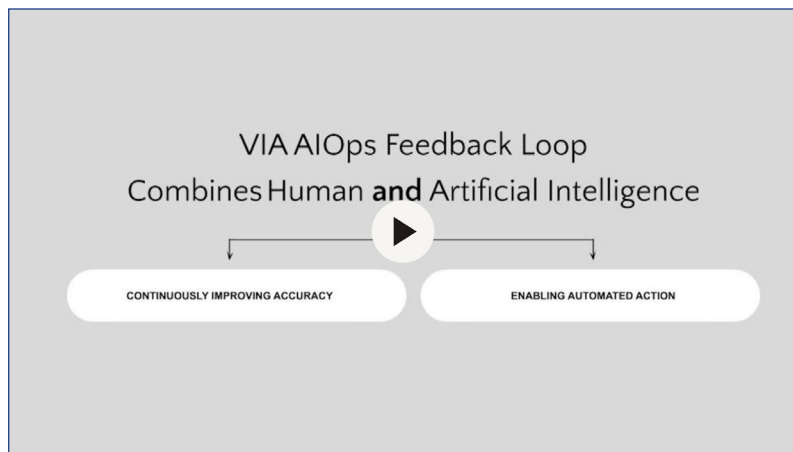 VIA AIOps Feedback Loop
Combines Human and Artificial Intelligence
CONTINUOUSLY IMPROVING ACCURACY
ENABLING AUTOMATED ACTION